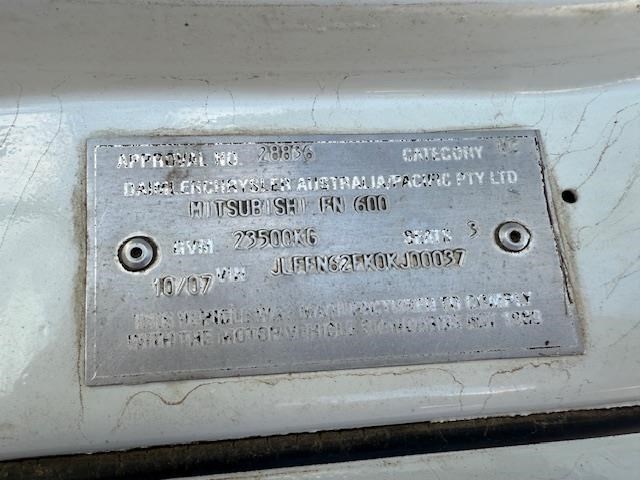 APPROVAL NO. 28836 CATEGORY NC
DAIMLERCHRYSLER AUSTRALIA/PACIFIC PTY LTD
MITSUBISHI FN 600
GVM 23500KG SEATS 3
10/07 VIN JLFFN62FK0KJ00037
THIS VEHICLE WAS MANUFACTURED TO COMPLY
WITH THE MOTOR VEHICLE STANDARDS ACT 1989